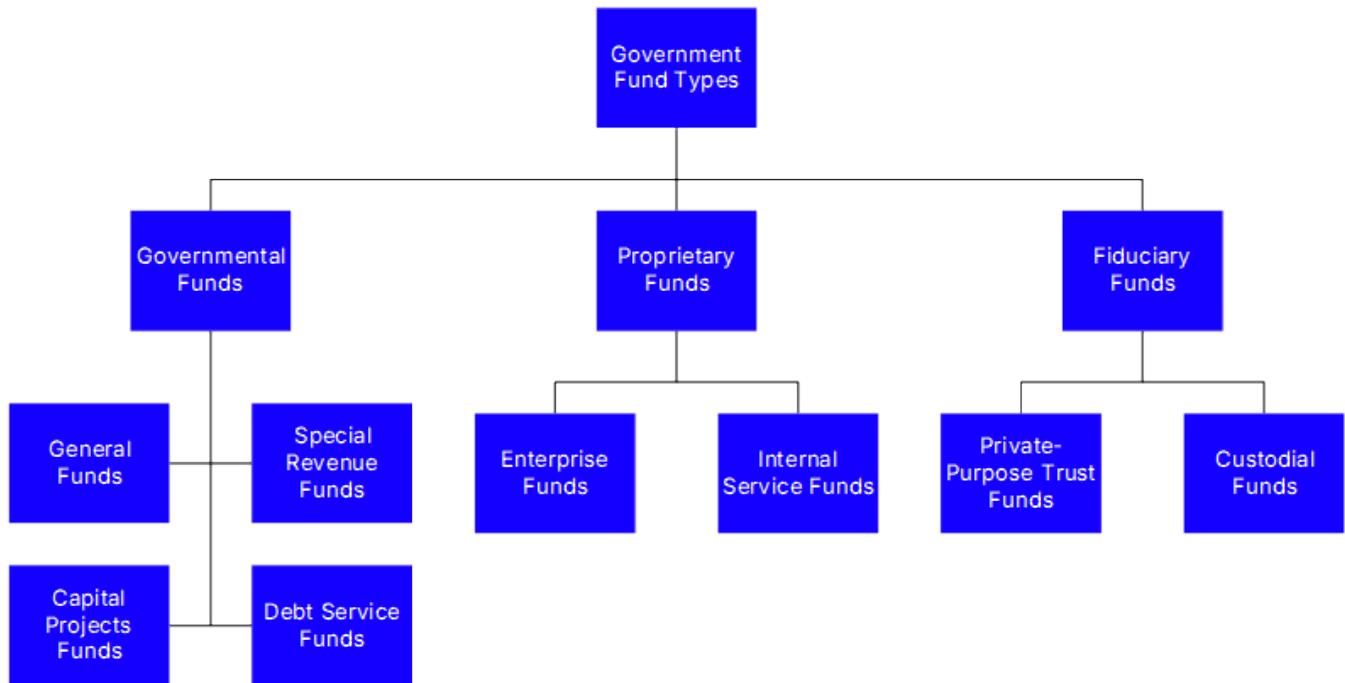 Government
Fund Types
Governmental
Funds
Proprietary
Funds
Fiduciary
Funds
General
Funds
Special
Revenue
Funds
Enterprise
Funds
Internal
Service Funds
Private-
Purpose Trust
Funds
Custodial
Funds
Capital
Projects
Funds
Debt Service
Funds